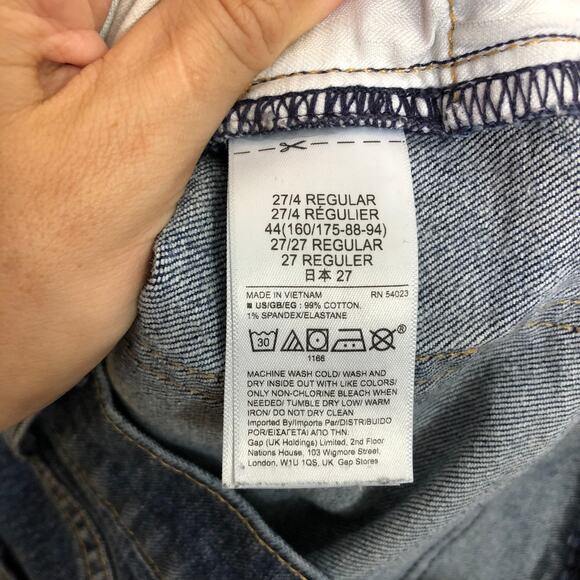 27/4 REGULAR
27/4 RÉGULIER
44(160/175-88-94)
27/27 REGULAR
27 REGULER
日本 27
MADE IN VIETNAM RN 54023
■ US/GB/EG : 99% COTTON,
1% SPANDEX/ELASTANE
30 ®
1166
MACHINE WASH COLD/ WASH AND
DRY INSIDE OUT WITH LIKE COLORS/
ONLY NON-CHLORINE BLEACH WHEN
NEEDED/ TUMBLE DRY LOW/ WARM
IRON/ DO NOT DRY CLEAN
Imported By/Importe Par/DISTRIBUIDO
POR/ΕΙΣΑΓΕΤΑΙ ΑΠΟ ΤΗΝ:
Gap (UK Holdings) Limited, 2nd Floor
Nations House, 103 Wigmore Street,
London, W1U 1QS, UK Gap Stores